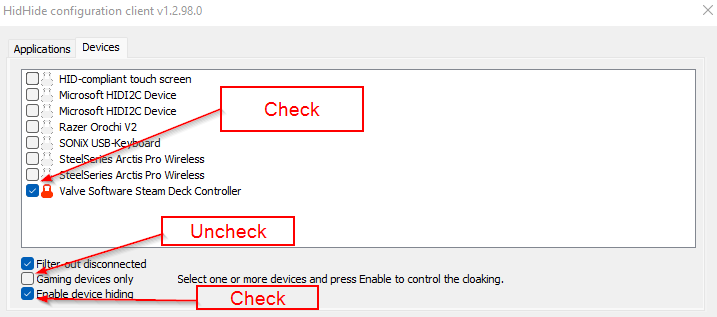 HidHide configuration client v1.2.98.0
Applications
Devices
HID-compliant touch screen
Microsoft HIDI2C Device
Microsoft HIDI2C Device
Razer Orochi V2
SONiX USB-Keyboard
SteelSeries Arctis Pro Wireless
SteelSeries Arctis Pro Wireless
Valve Software Steam Deck Controller
Check
Uncheck
Filter-out disconnected
Gaming devices only
Select one or more devices and press Enable to control the cloaking.
Enable device hiding
Check